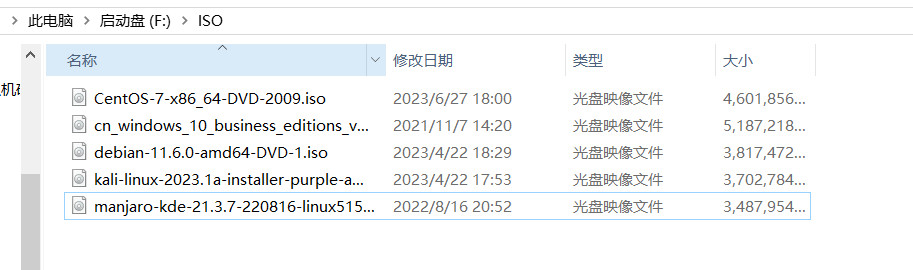 此电脑 > 启动盘 (F:) > ISO
名称 修改日期 类型 大小
CentOS-7-x86_64-DVD-2009.iso 2023/6/27 18:00 光盘映像文件 4,601,856...
cn_windows_10_business_editions_v... 2021/11/7 14:20 光盘映像文件 5,187,218...
debian-11.6.0-amd64-DVD-1.iso 2023/4/22 18:29 光盘映像文件 3,817,472...
kali-linux-2023.1a-installer-purple-a... 2023/4/22 17:53 光盘映像文件 3,702,784...
manjaro-kde-21.3.7-220816-linux515... 2022/8/16 20:52 光盘映像文件 3,487,954...